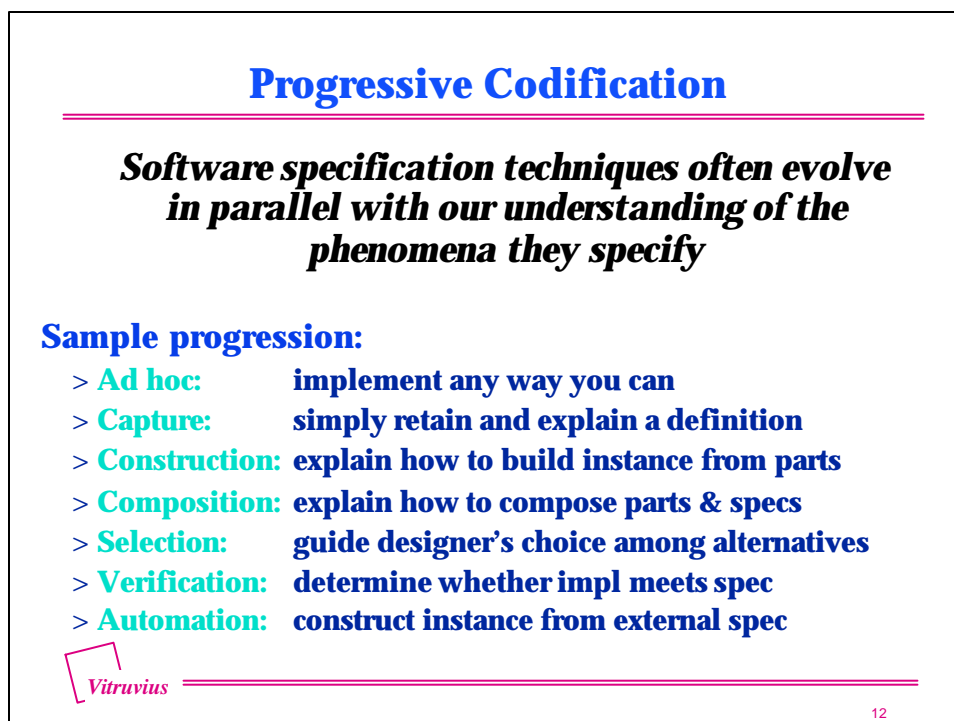 Progressive Codification
Software specification techniques often evolve
in parallel with our understanding of the
phenomena they specify
Sample progression:
> Ad hoc: implement any way you can
> Capture: simply retain and explain a definition
> Construction: explain how to build instance from parts
> Composition: explain how to compose parts & specs
> Selection: guide designer’s choice among alternatives
> Verification: determine whether impl meets spec
> Automation: construct instance from external spec
Vitruvius
12